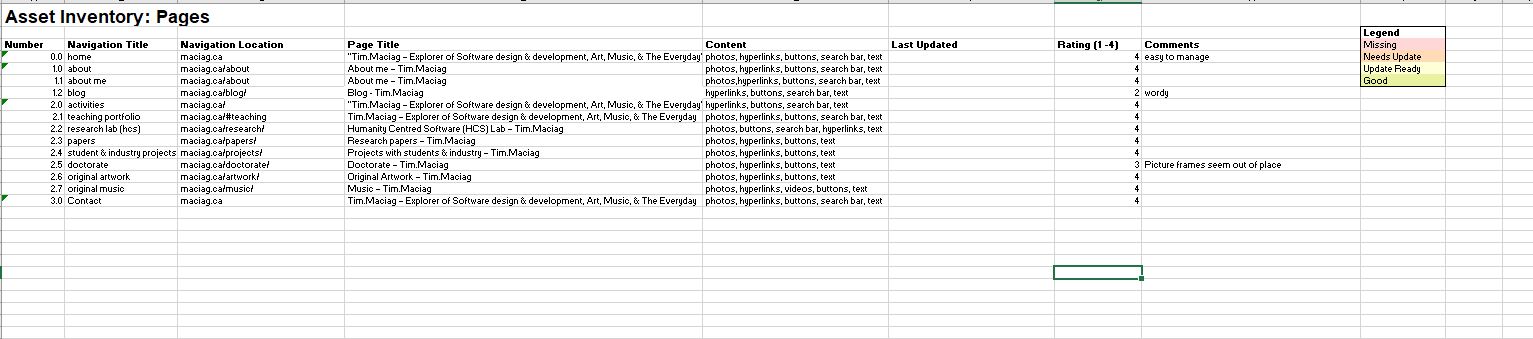 Asset Inventory: Pages
Legend
Number Navigation Title Navigation Location Page Title Content Last Updated Rating (1 -4) Comments Missing
0.0 home maciag.ca "Tim.Maciag – Explorer of Software design & development, Art, Music, & The Everyday" photos, hyperlinks, buttons, search bar, text 4 easy to manage Needs Update
1.0 about maciag.ca/about About me – Tim.Maciag photos, hyperlinks, buttons, search bar, text 4 Update Ready
1.1 about me maciag.ca/about About me – Tim.Maciag photos,hyperlinks, buttons, search bar, text 4 Good
1.2 blog maciag.ca/blog/ Blog - Tim.Maciag hyperlinks, buttons, search bar, text 2 wordy
2.0 activities maciag.ca/ "Tim.Maciag – Explorer of Software design & development, Art, Music, & The Everyday" hyperlinks, buttons, search bar, text 4
2.1 teaching portfolio maciag.ca/#teaching Tim.Maciag – Explorer of Software design & development, Art, Music, & The Everyday photos, hyperlinks, buttons, search bar, text 4
2.2 research lab (hcs) maciag.ca/research/ Humanity Centred Software (HCS) Lab – Tim.Maciag photos, buttons, search bar, hyperlinks, text 4
2.3 papers maciag.ca/papers/ Research papers – Tim.Maciag photos, hyperlinks, buttons, text 4
2.4 student & industry projects maciag.ca/projects/ Projects with students & industry – Tim.Maciag photos, hyperlinks, buttons, text 4
2.5 doctorate maciag.ca/doctorate/ Doctorate – Tim.Maciag photos, hyperlinks, buttons, text 3 Picture frames seem out of place
2.6 original artwork maciag.ca/artwork/ Original Artwork – Tim.Maciag photos, hyperlinks, buttons, text 4
2.7 original music maciag.ca/music/ Music – Tim.Maciag photos, hyperlinks, videos, buttons, text 4
3.0 Contact maciag.ca Tim.Maciag – Explorer of Software design & development, Art, Music, & The Everyday photos, hyperlinks, buttons, search bar, text 4